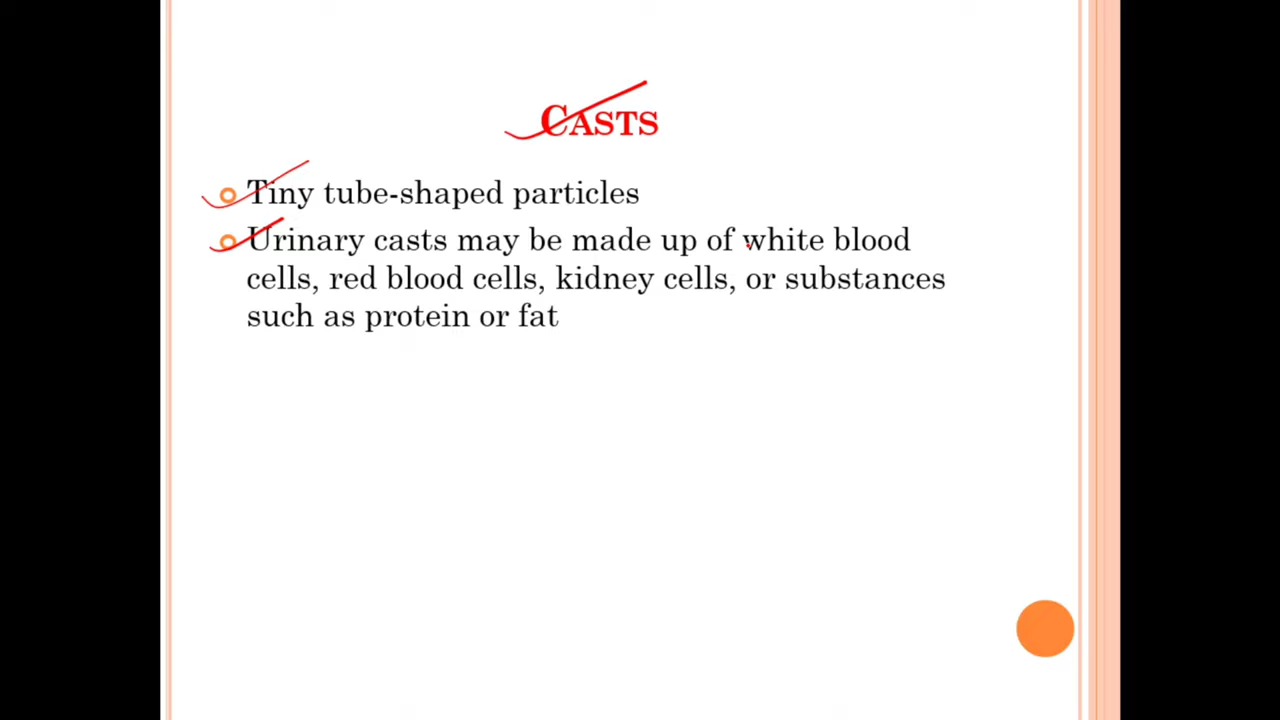 CASTS
Tiny tube-shaped particles
Urinary casts may be made up of white blood
cells, red blood cells, kidney cells, or substances
such as protein or fat